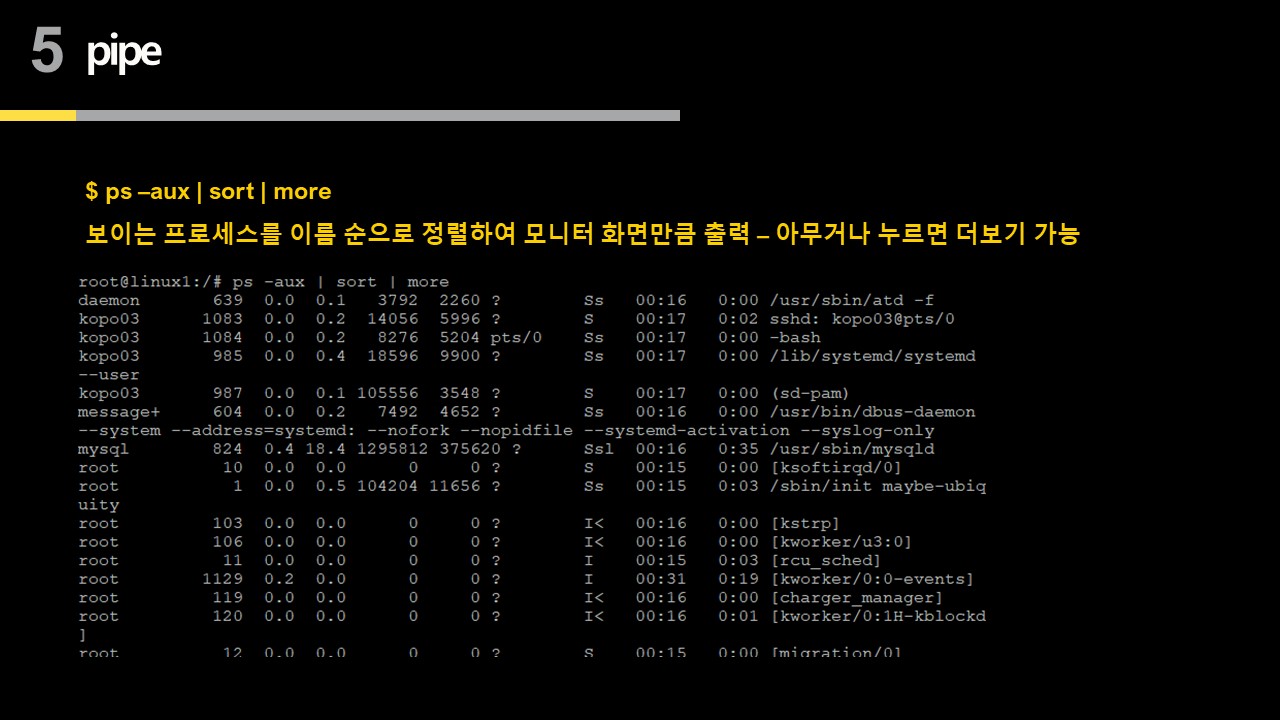 5 pipe
$ ps –aux | sort | more
보이는 프로세스를 이름 순으로 정렬하여 모니터 화면만큼 출력 – 아무거나 누르면 더보기 가능
root@linux1:/# ps -aux | sort | more
daemon 639 0.0 0.1 3792 2260 ? Ss 00:16 0:00 /usr/sbin/atd -f
kopo03 1083 0.0 0.2 14056 5996 ? S 00:17 0:02 sshd: kopo03@pts/0
kopo03 1084 0.0 0.2 8276 5204 pts/0 Ss 00:17 0:00 -bash
kopo03 985 0.0 0.4 18596 9900 ? Ss 00:17 0:00 /lib/systemd/systemd
--user
kopo03 987 0.0 0.1 105556 3548 ? S 00:17 0:00 (sd-pam)
message+ 604 0.0 0.2 7492 4652 ? Ss 00:16 0:00 /usr/bin/dbus-daemon
--system --address=systemd: --nofork --nopidfile --systemd-activation --syslog-only
mysql 824 0.4 18.4 1295812 375620 ? Ssl 00:16 0:35 /usr/sbin/mysqld
root 10 0.0 0.0 0 0 ? S 00:15 0:00 [ksoftirqd/0]
root 1 0.0 0.5 104204 11656 ? Ss 00:15 0:03 /sbin/init maybe-ubiq
uity
root 103 0.0 0.0 0 0 ? I< 00:16 0:00 [kstrp]
root 106 0.0 0.0 0 0 ? I< 00:16 0:00 [kworker/u3:0]
root 11 0.0 0.0 0 0 ? I 00:15 0:03 [rcu_sched]
root 1129 0.2 0.0 0 0 ? I 00:31 0:19 [kworker/0:0-events]
root 119 0.0 0.0 0 0 ? I< 00:16 0:00 [charger_manager]
root 120 0.0 0.0 0 0 ? I< 00:16 0:01 [kworker/0:1H-kblockd
]
root 12 0.0 0.0 0 0 ? S 00:15 0:00 [migration/0]